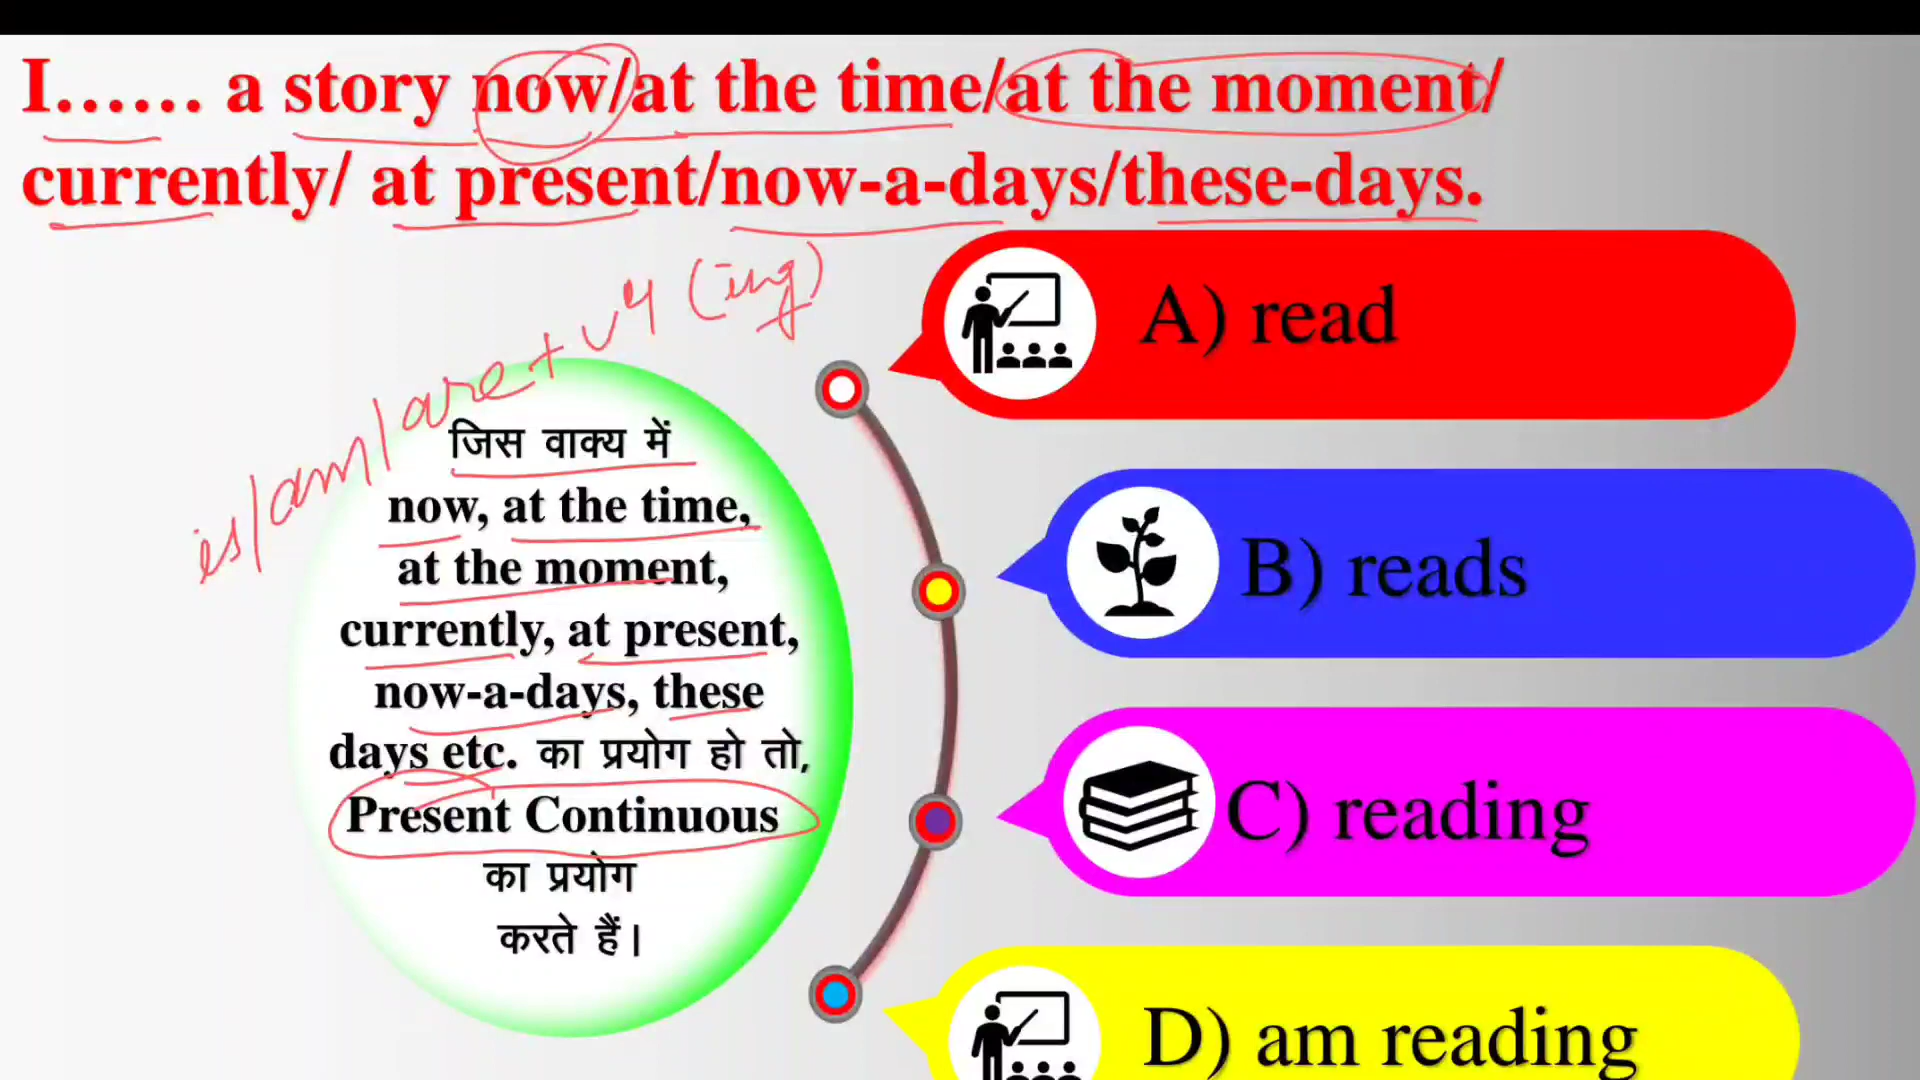 I...... a story now/at the time/at the moment/
currently/ at present/now-a-days/these-days.
is/am/are + v4 (ing)
जिस वाक्य में
now, at the time,
at the moment,
currently, at present,
now-a-days, these
days etc. का प्रयोग हो तो,
Present Continuous
का प्रयोग
करते हैं।
A) read
B) reads
C) reading
D) am reading